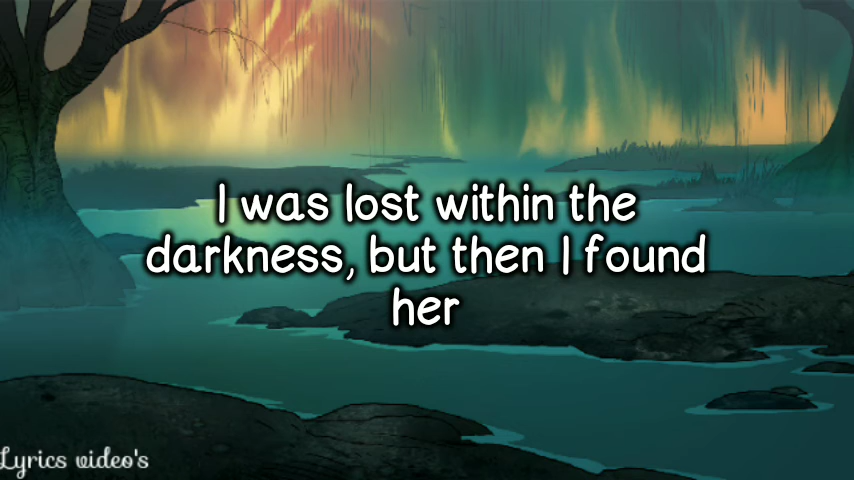 I was lost within the
darkness, but then I found
her
Lyrics video's